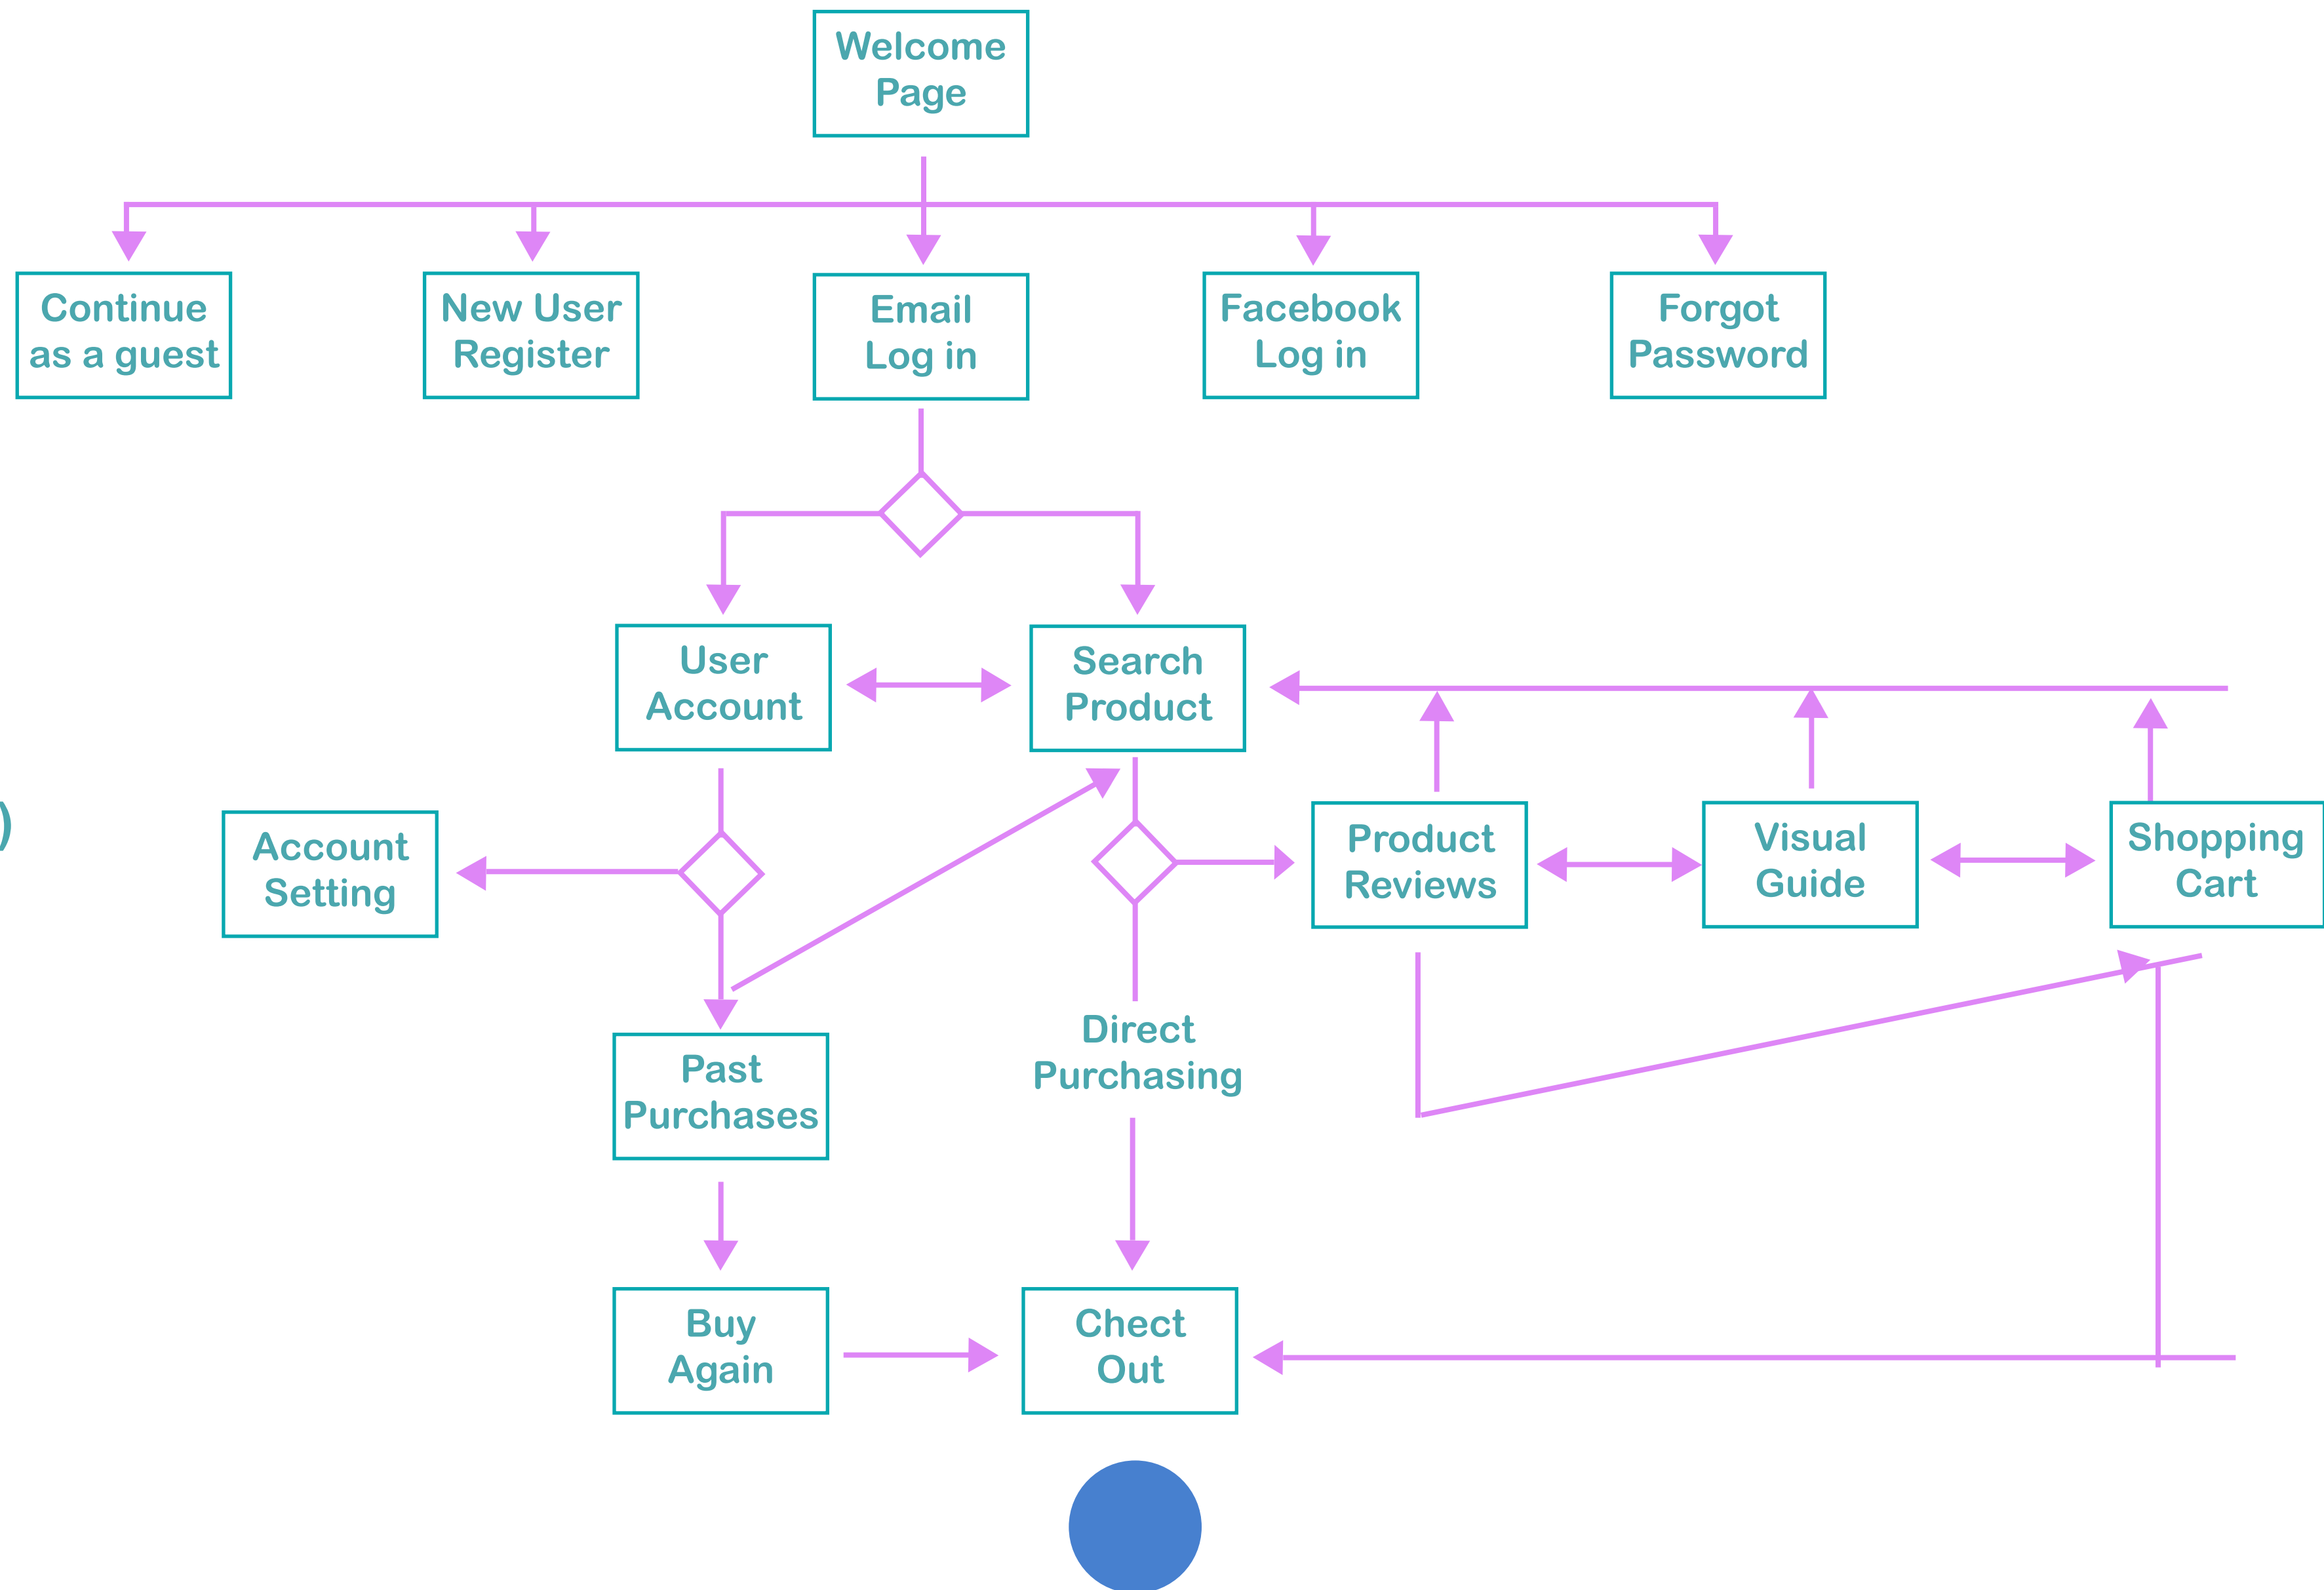 Welcome
Page
Continue
as a guest
New User
Register
Email
Log in
Facebook
Log in
Forgot
Password
User
Account
Search
Product
Account
Setting
Product
Reviews
Visual
Guide
Shopping
Cart
)
Direct
Purchasing
Past
Purchases
Buy
Again
Chect
Out